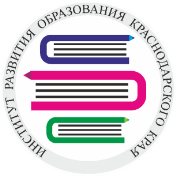 ИНСТИТУТ РАЗВИТИЯ ОБРАЗОВАНИЯ КРАСНОДАРСКОГО КРАЯ